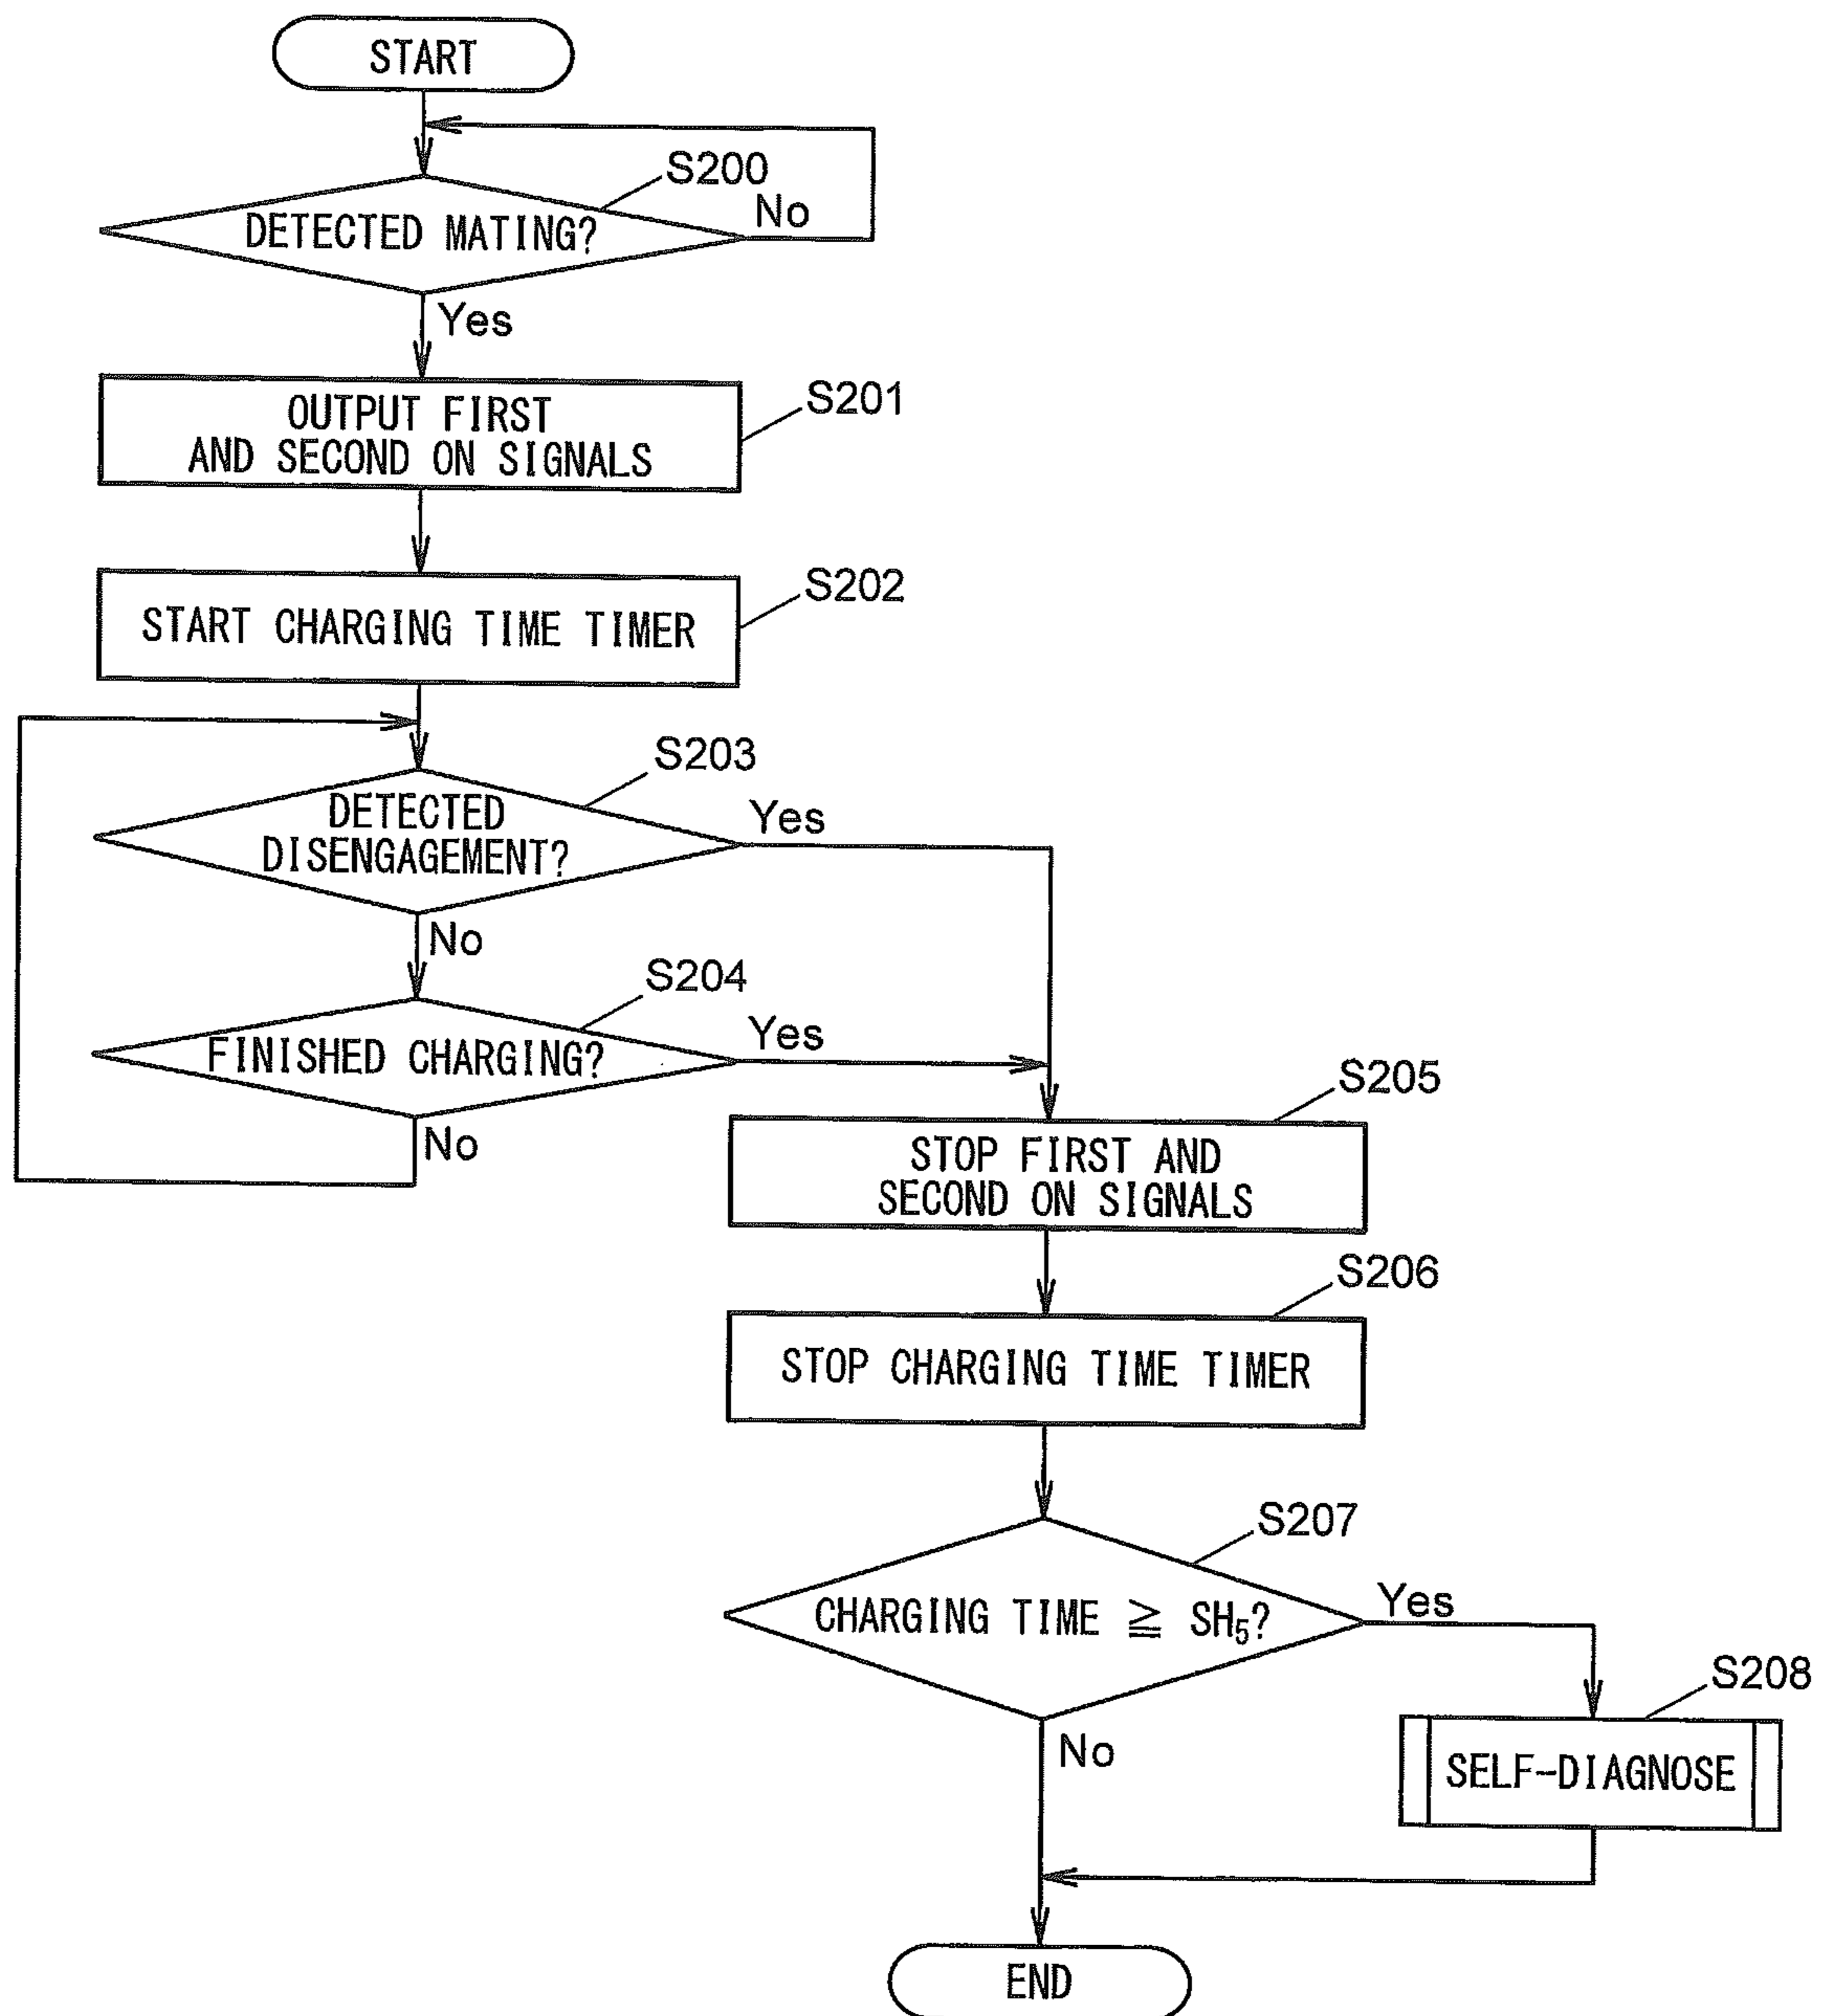 START
S200
DETECTED MATING?
No
Yes
OUTPUT FIRST
AND SECOND ON SIGNALS
S201
START CHARGING TIME TIMER
S202
S203
DETECTED
DISENGAGEMENT?
Yes
No
S204
FINISHED CHARGING?
Yes
No
S205
STOP FIRST AND
SECOND ON SIGNALS
S206
STOP CHARGING TIME TIMER
S207
CHARGING TIME ≧ SH₅?
Yes
No
S208
SELF-DIAGNOSE
END